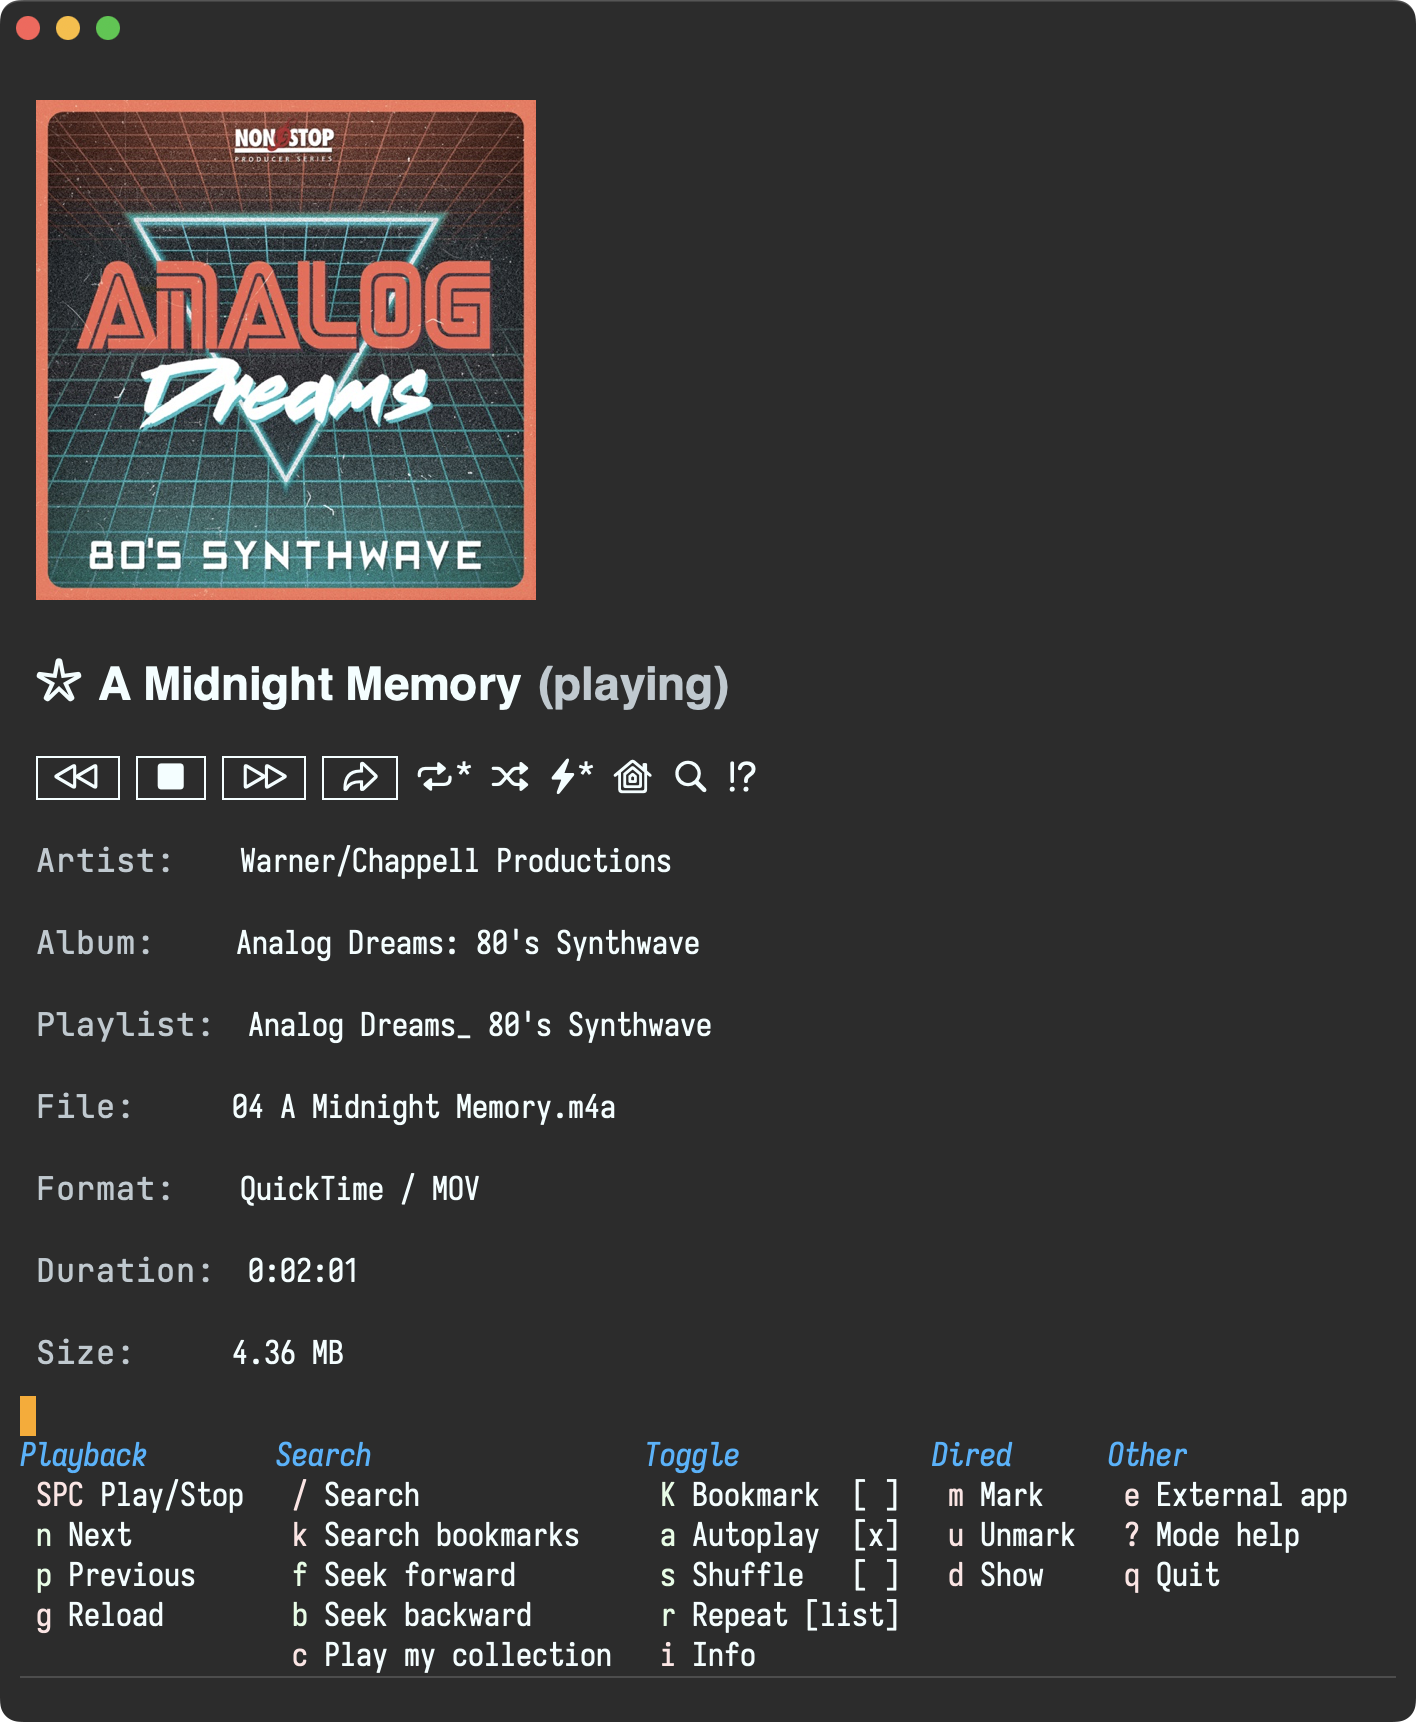 NON STOP
PRODUCER SERIES
ANALOG
Dreams
80'S SYNTHWAVE
A Midnight Memory (playing)
* * !?
Artist: Warner/Chappell Productions
Album: Analog Dreams: 80's Synthwave
Playlist: Analog Dreams_ 80's Synthwave
File: 04 A Midnight Memory.m4a
Format: QuickTime / MOV
Duration: 0:02:01
Size: 4.36 MB
Playback Search Toggle Dired Other
SPC Play/Stop / Search K Bookmark [ ] m Mark e External app
n Next k Search bookmarks a Autoplay [x] u Unmark ? Mode help
p Previous f Seek forward s Shuffle [ ] d Show q Quit
g Reload b Seek backward r Repeat [list]
c Play my collection i Info